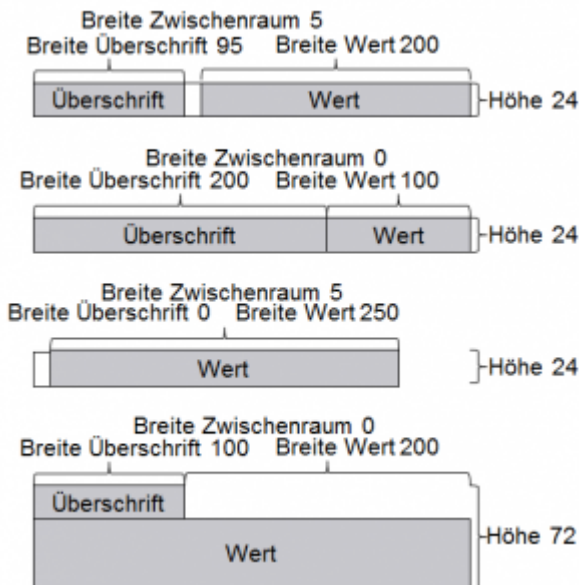 Breite Zwischenraum 5
Breite Überschrift 95 Breite Wert 200
Überschrift Wert Höhe 24
Breite Zwischenraum 0
Breite Überschrift 200 Breite Wert 100
Überschrift Wert Höhe 24
Breite Zwischenraum 5
Breite Überschrift 0 Breite Wert 250
Wert Höhe 24
Breite Zwischenraum 0
Breite Überschrift 100 Breite Wert 200
Überschrift
Höhe 72
Wert